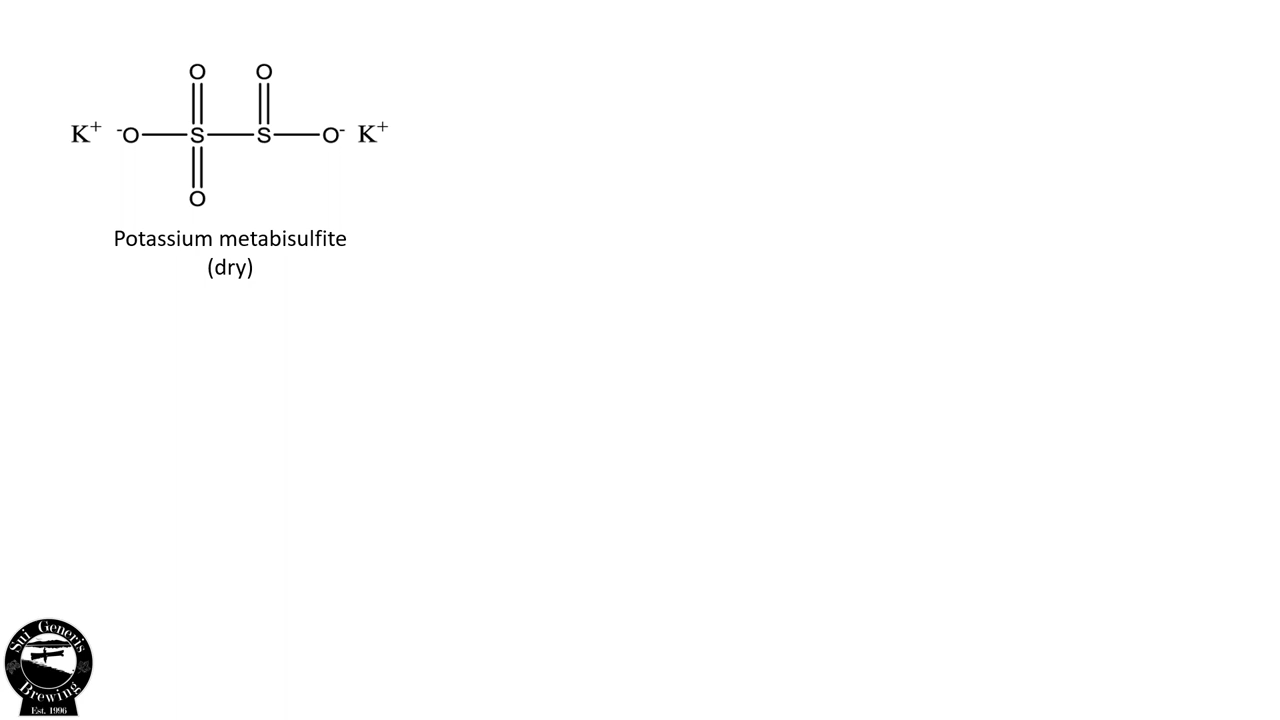 O O
K⁺ ⁻O S S O⁻ K⁺
O
Potassium metabisulfite
(dry)
Sui Generis
Brewing
Est. 1996